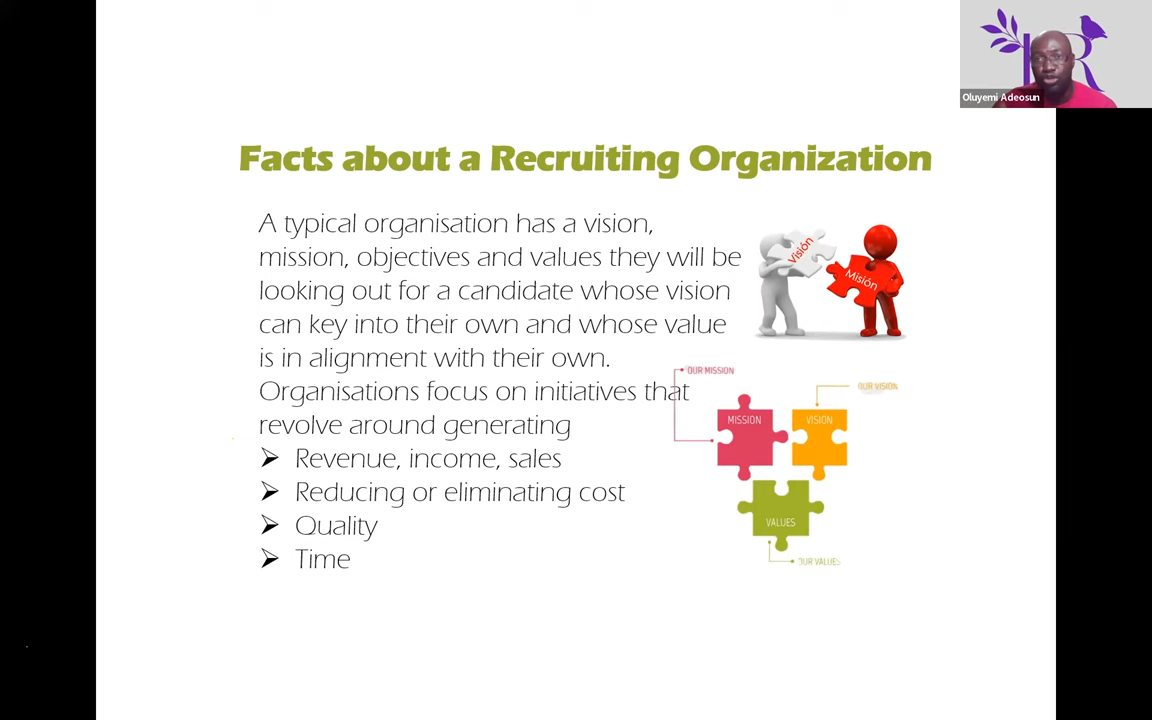 Oluyemi Adeosun
Facts about a Recruiting Organization
A typical organisation has a vision,
mission, objectives and values they will be
looking out for a candidate whose vision
can key into their own and whose value
is in alignment with their own.
Organisations focus on initiatives that
revolve around generating
Revenue, income, sales
Reducing or eliminating cost
Quality
Time
Visión
Misión
OUR MISSION
OUR VISION
MISSION
VISION
VALUES
OUR VALUES
R